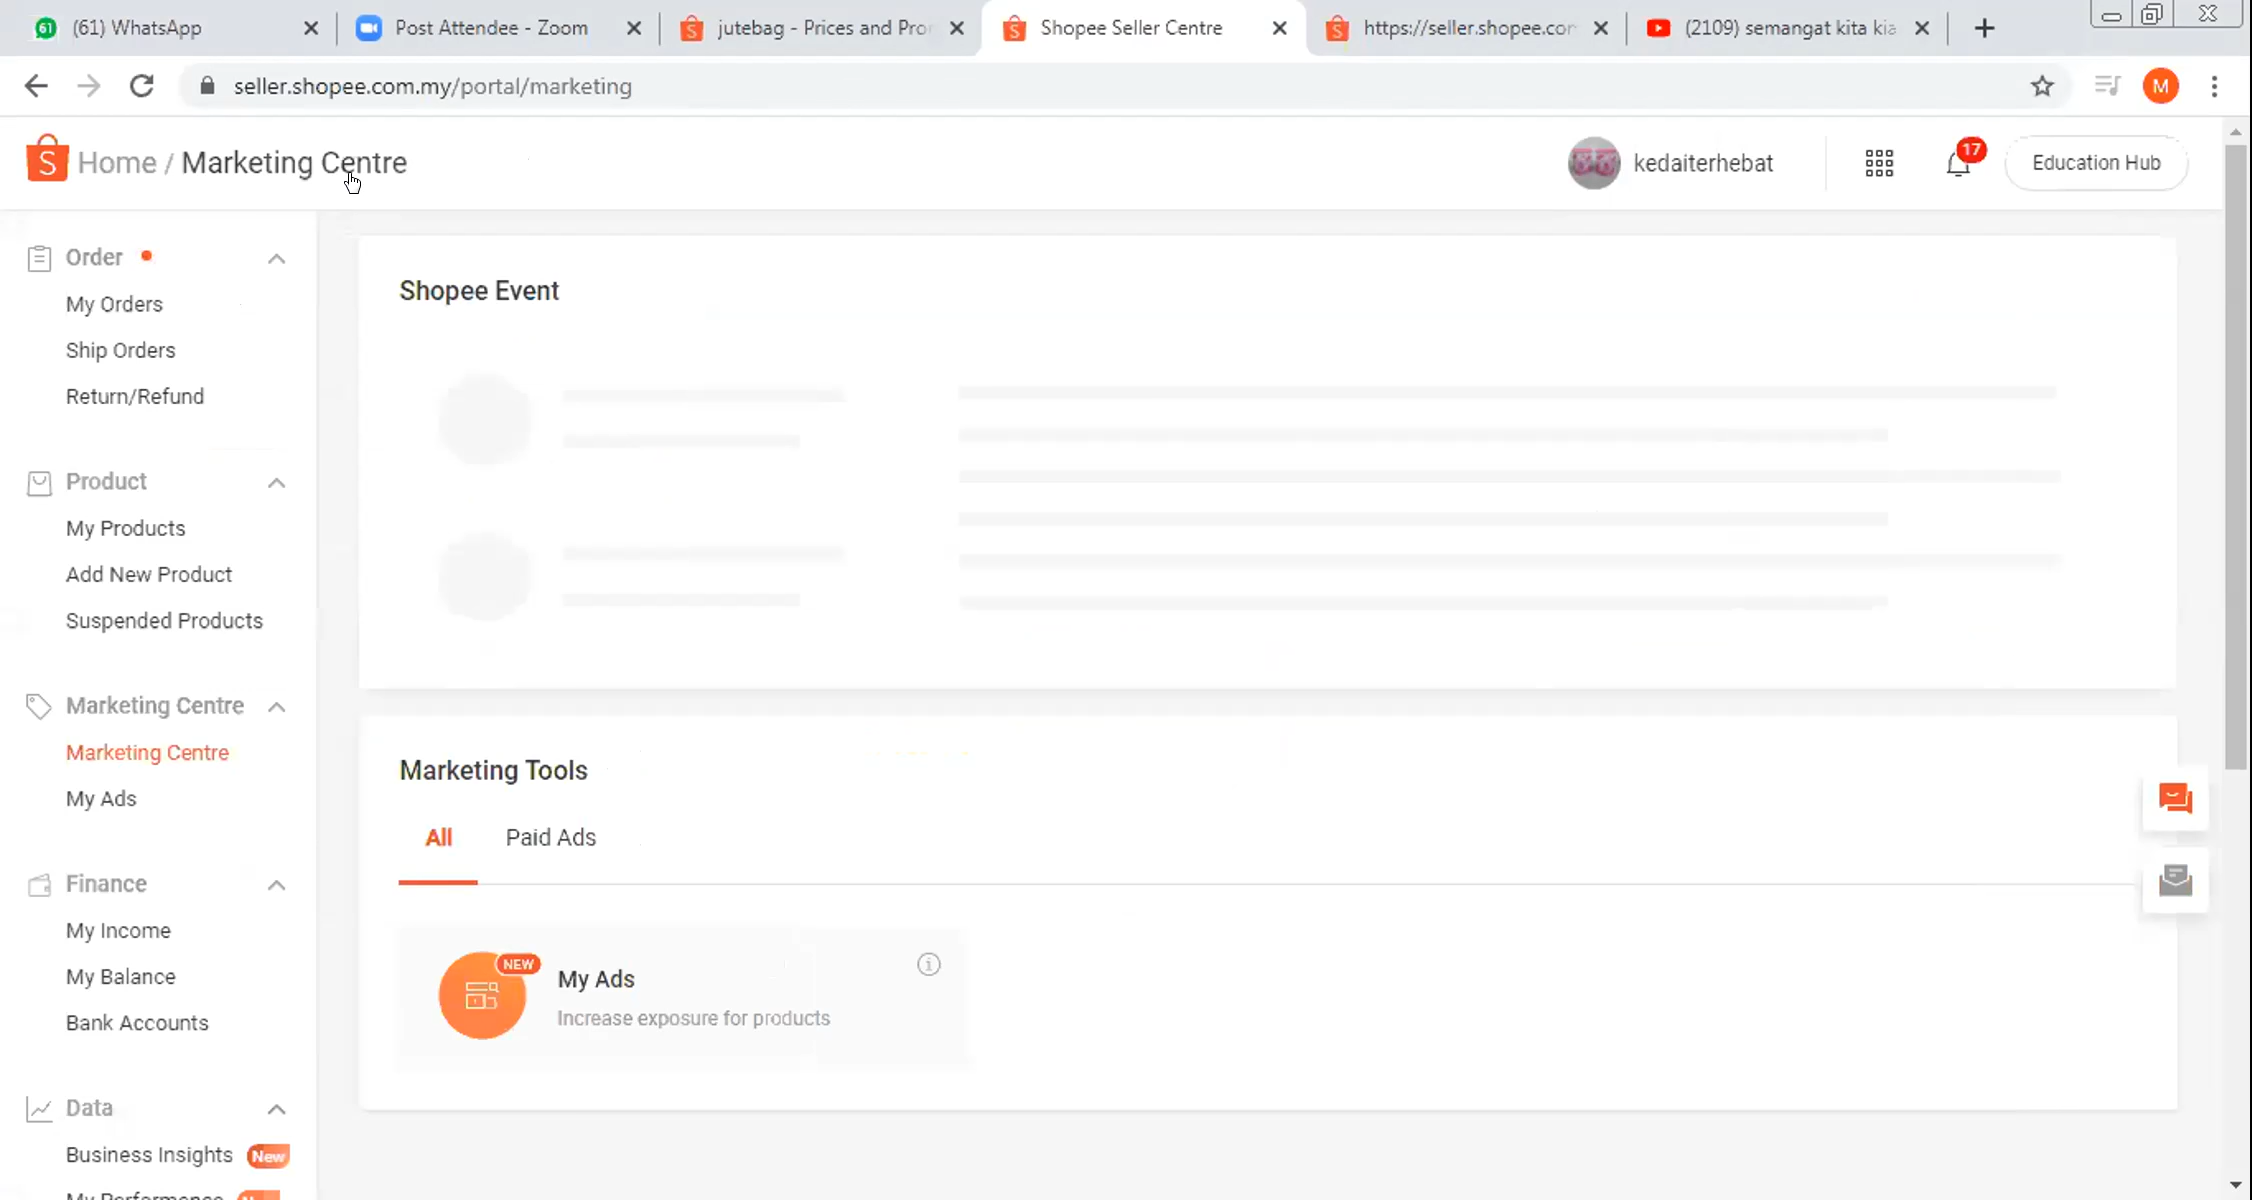 61 (61) WhatsApp
Post Attendee - Zoom
jutebag - Prices and Pro
Shopee Seller Centre
https://seller.shopee.co
(2109) semangat kita kia
seller.shopee.com.my/portal/marketing
M
S Home / Marketing Centre
kedaiterhebat
17
Education Hub
Order
My Orders
Ship Orders
Return/Refund
Product
My Products
Add New Product
Suspended Products
Marketing Centre
Marketing Centre
My Ads
Finance
My Income
My Balance
Bank Accounts
Data
Business Insights New
My Performance
Shopee Event
Marketing Tools
All
Paid Ads
NEW
My Ads
Increase exposure for products